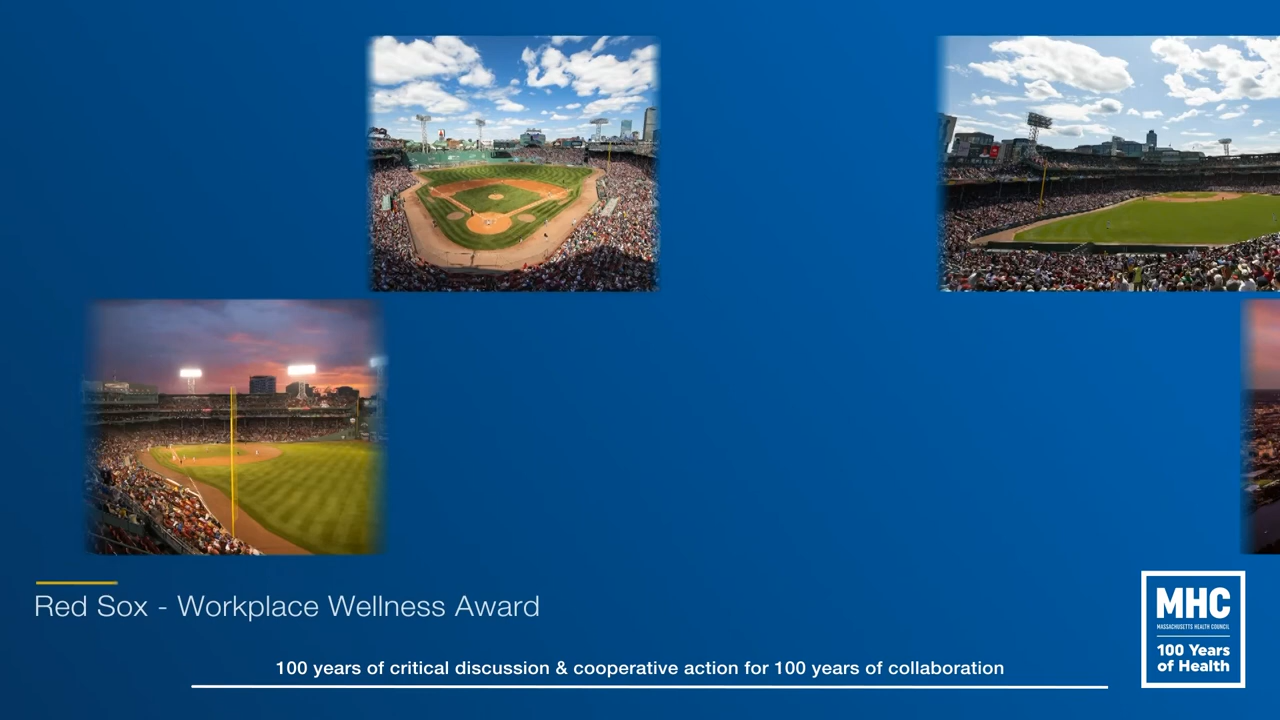 Red Sox - Workplace Wellness Award
100 years of critical discussion & cooperative action for 100 years of collaboration
MHC
MASSACHUSETTS HEALTH COUNCIL
100 Years
of Health